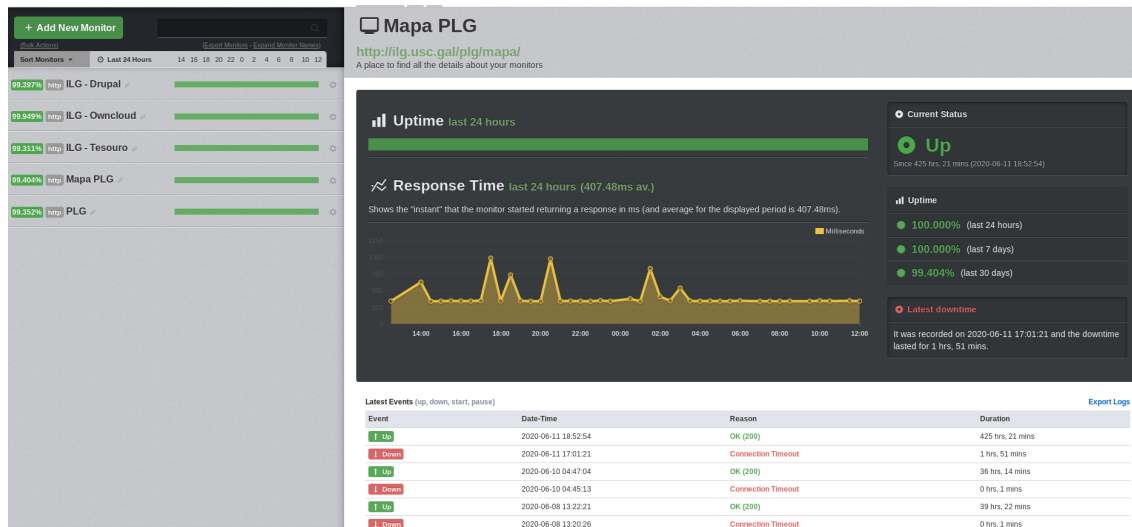 + Add New Monitor
(Bulk Actions)
(Export Monitors - Expand Monitor Names)
Sort Monitors
Last 24 Hours
14 16 18 20 22 0 2 4 6 8 10 12
99.397% http ILG - Drupal
99.949% http ILG - Owncloud
99.311% http ILG - Tesouro
99.404% http Mapa PLG
99.352% http PLG
Mapa PLG
http://ilg.usc.gal/plg/mapa/
A place to find all the details about your monitors
Uptime last 24 hours
Response Time last 24 hours (407.48ms av.)
Shows the "instant" that the monitor started returning a response in ms (and average for the displayed period is 407.48ms).
Milliseconds
1250
1000
750
500
250
0
14:00 16:00 18:00 20:00 22:00 00:00 02:00 04:00 06:00 08:00 10:00 12:00
Current Status
Up
Since 425 hrs, 21 mins (2020-06-11 18:52:54)
Uptime
100.000% (last 24 hours)
100.000% (last 7 days)
99.404% (last 30 days)
Latest downtime
It was recorded on 2020-06-11 17:01:21 and the downtime
lasted for 1 hrs, 51 mins.
Latest Events (up, down, start, pause)
Export Logs
Event Date-Time Reason Duration
Up 2020-06-11 18:52:54 OK (200) 425 hrs, 21 mins
Down 2020-06-11 17:01:21 Connection Timeout 1 hrs, 51 mins
Up 2020-06-10 04:47:04 OK (200) 36 hrs, 14 mins
Down 2020-06-10 04:45:13 Connection Timeout 0 hrs, 1 mins
Up 2020-06-08 13:22:21 OK (200) 39 hrs, 22 mins
Down 2020-06-08 13:20:26 Connection Timeout 0 hrs, 1 mins